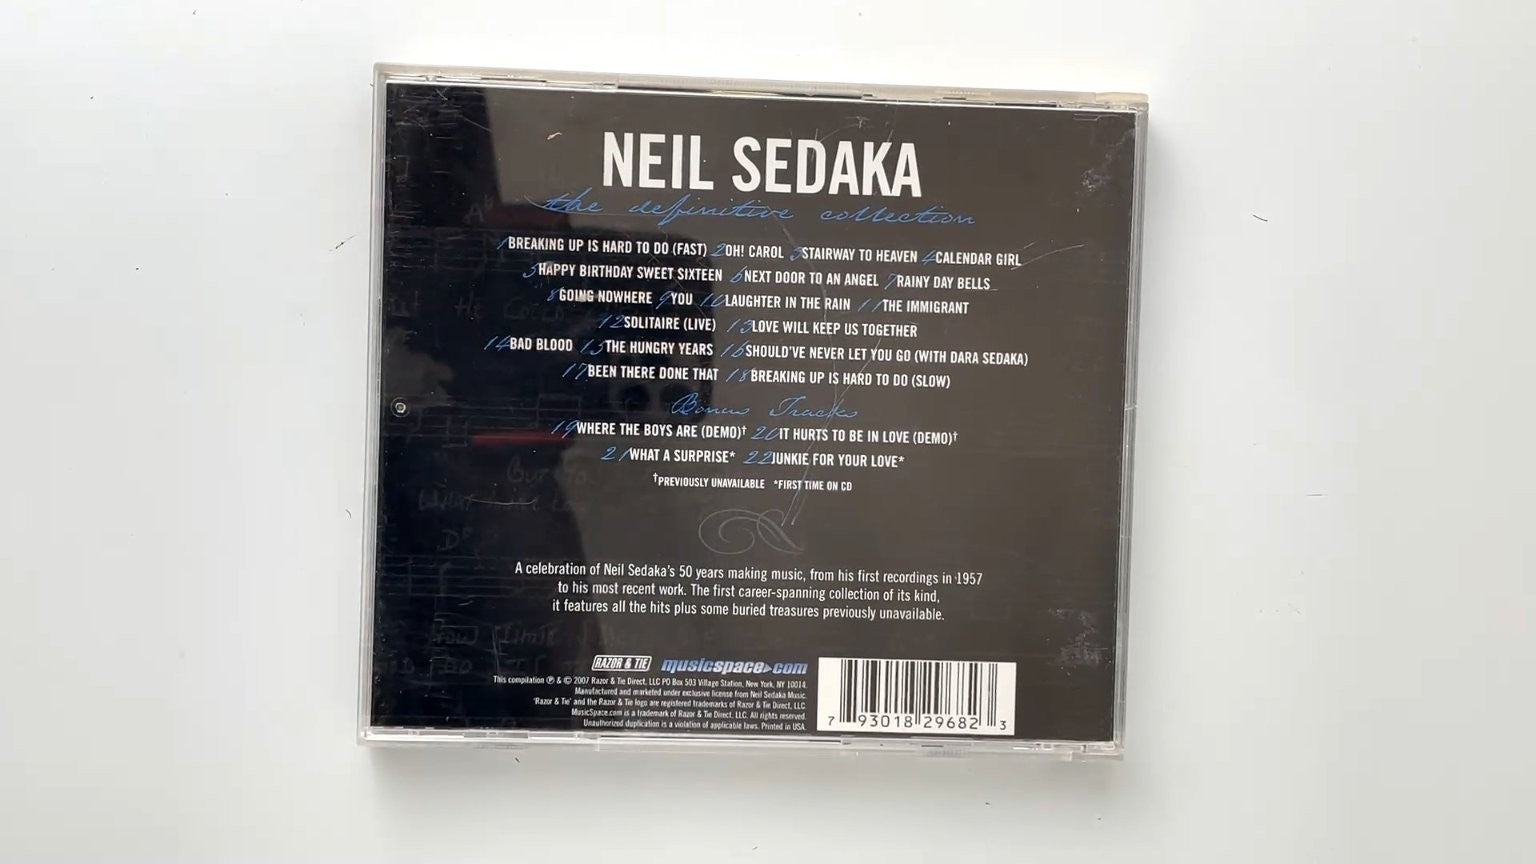 NEIL SEDAKA
the definitive collection
1 BREAKING UP IS HARD TO DO (FAST) 2 OH! CAROL 3 STAIRWAY TO HEAVEN 4 CALENDAR GIRL
5 HAPPY BIRTHDAY SWEET SIXTEEN 6 NEXT DOOR TO AN ANGEL 7 RAINY DAY BELLS
8 GOING NOWHERE 9 YOU 10 LAUGHTER IN THE RAIN 11 THE IMMIGRANT
12 SOLITAIRE (LIVE) 13 LOVE WILL KEEP US TOGETHER
14 BAD BLOOD 15 THE HUNGRY YEARS 16 SHOULD'VE NEVER LET YOU GO (WITH DARA SEDAKA)
17 BEEN THERE DONE THAT 18 BREAKING UP IS HARD TO DO (SLOW)
Bonus Tracks
19 WHERE THE BOYS ARE (DEMO)† 20 IT HURTS TO BE IN LOVE (DEMO)†
21 WHAT A SURPRISE* 22 JUNKIE FOR YOUR LOVE*
†PREVIOUSLY UNAVAILABLE *FIRST TIME ON CD
A celebration of Neil Sedaka's 50 years making music, from his first recordings in 1957
to his most recent work. The first career-spanning collection of its kind,
it features all the hits plus some buried treasures previously unavailable.
RAZOR & TIE musicspace▸com
This compilation ℗ & © 2007 Razor & Tie Direct, LLC PO Box 503 Village Station, New York, NY 10014.
Manufactured and marketed under exclusive license from Neil Sedaka Music.
'Razor & Tie' and the Razor & Tie logo are registered trademarks of Razor & Tie Direct, LLC
MusicSpace.com is a trademark of Razor & Tie Direct, LLC. All rights reserved.
Unauthorized duplication is a violation of applicable laws. Printed in USA.
7 93018 29682 3